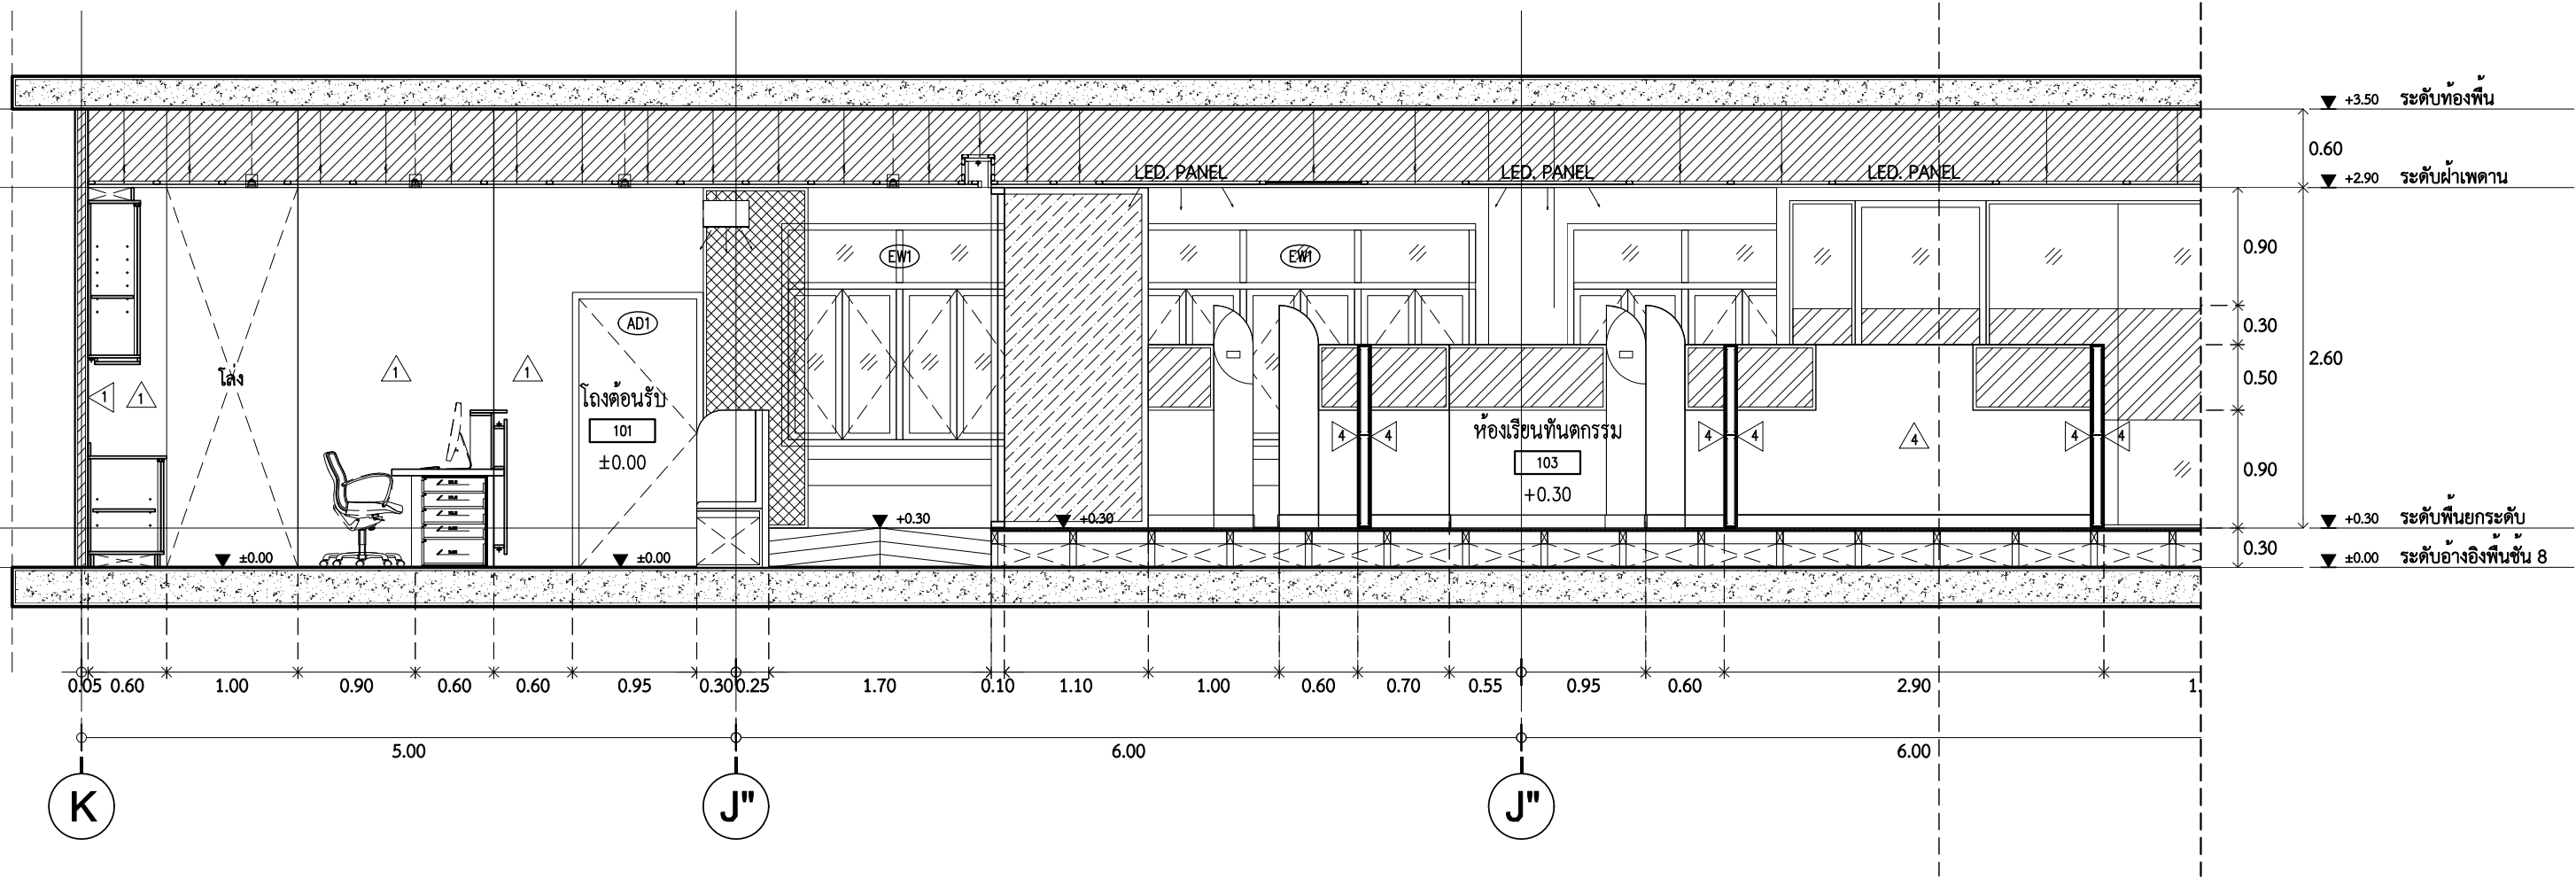 +3.50 ระดับท้องพื้น
0.60
LED. PANEL LED. PANEL LED. PANEL
+2.90 ระดับฝ้าเพดาน
EW1 EW1
0.90
AD1
0.30
2.60
1 1 โล่ง 1 1
0.50
โถงต้อนรับ
101
±0.00
ห้องเรียนทันตกรรม
103
+0.30
4 4 4 4 4 4 4
0.90
+0.30 +0.30
+0.30 ระดับพื้นยกระดับ
0.30
±0.00 ±0.00
±0.00 ระดับอ้างอิงพื้นชั้น 8
0.05 0.60 1.00 0.90 0.60 0.60 0.95 0.30 0.25 1.70 0.10 1.10 1.00 0.60 0.70 0.55 0.95 0.60 2.90 1.
5.00 6.00 6.00
K J" J"